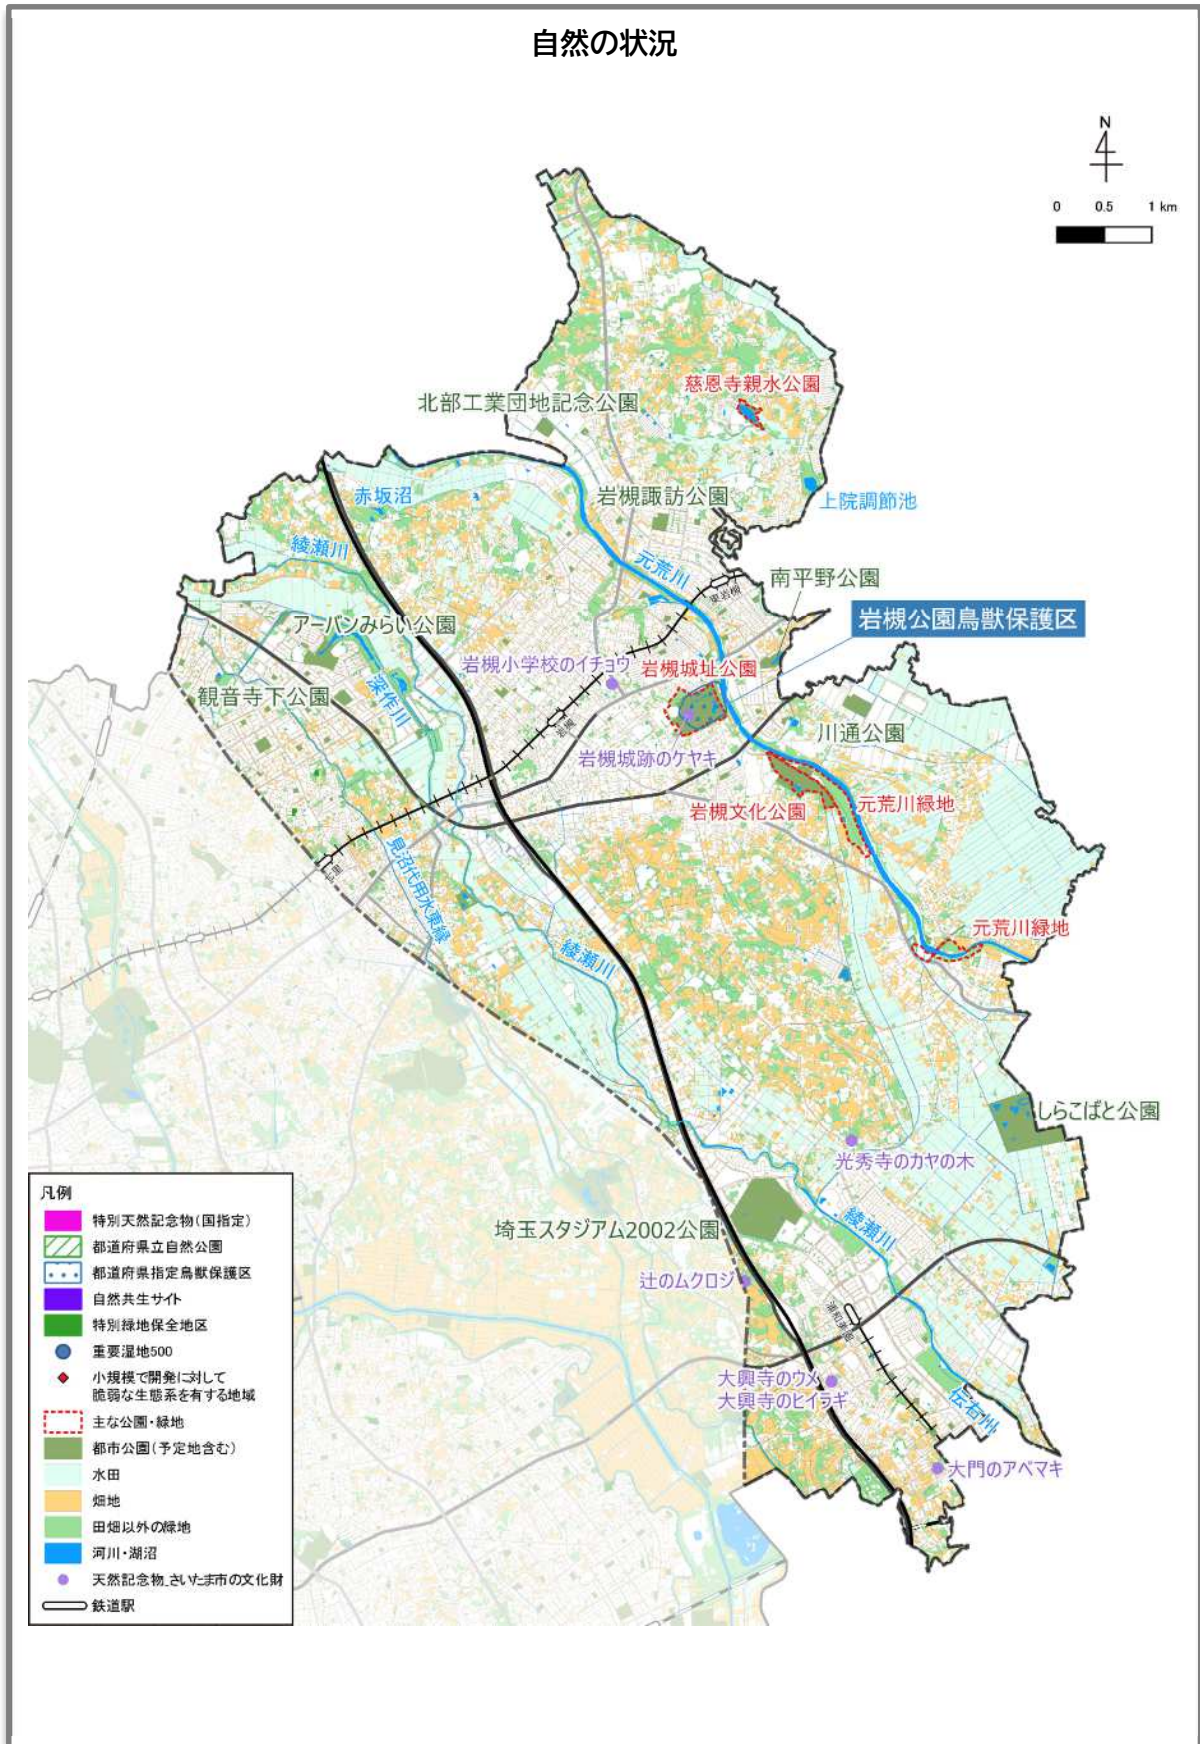 自然の状況
N
0 0.5 1 km
慈恩寺親水公園
北部工業団地記念公園
赤坂沼
岩槻諏訪公園
上院調節池
綾瀬川
元荒川
南平野公園
東岩槻
岩槻公園鳥獣保護区
アーバンみらい公園
岩槻小学校のイチョウ
岩槻城址公園
観音寺下公園
深作川
岩槻
川通公園
岩槻城跡のケヤキ
岩槻文化公園
元荒川緑地
見沼代用水東縁
元荒川緑地
綾瀬川
しらこばと公園
光秀寺のカヤの木
埼玉スタジアム2002公園
綾瀬川
辻のムクロジ
浦和美園
大興寺のウメ
大興寺のヒイラギ
伝右川
大門のアベマキ
凡例
特別天然記念物(国指定)
都道府県立自然公園
都道府県指定鳥獣保護区
自然共生サイト
特別緑地保全地区
重要湿地500
小規模で開発に対して
脆弱な生態系を有する地域
主な公園・緑地
都市公園(予定地含む)
水田
畑地
田畑以外の緑地
河川・湖沼
天然記念物_さいたま市の文化財
鉄道駅